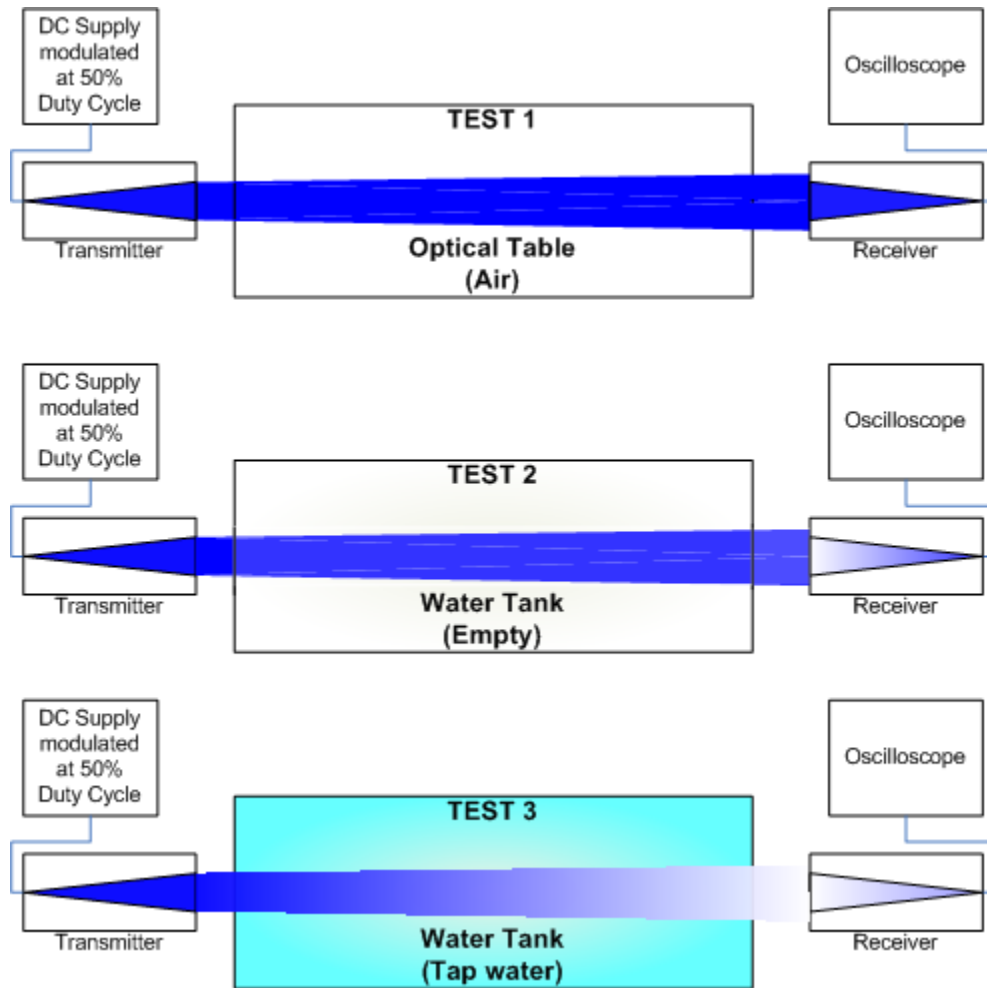 DC Supply
modulated
at 50%
Duty Cycle
Oscilloscope
TEST 1
Transmitter
Optical Table
(Air)
Receiver
DC Supply
modulated
at 50%
Duty Cycle
Oscilloscope
TEST 2
Transmitter
Water Tank
(Empty)
Receiver
DC Supply
modulated
at 50%
Duty Cycle
Oscilloscope
TEST 3
Transmitter
Water Tank
(Tap water)
Receiver